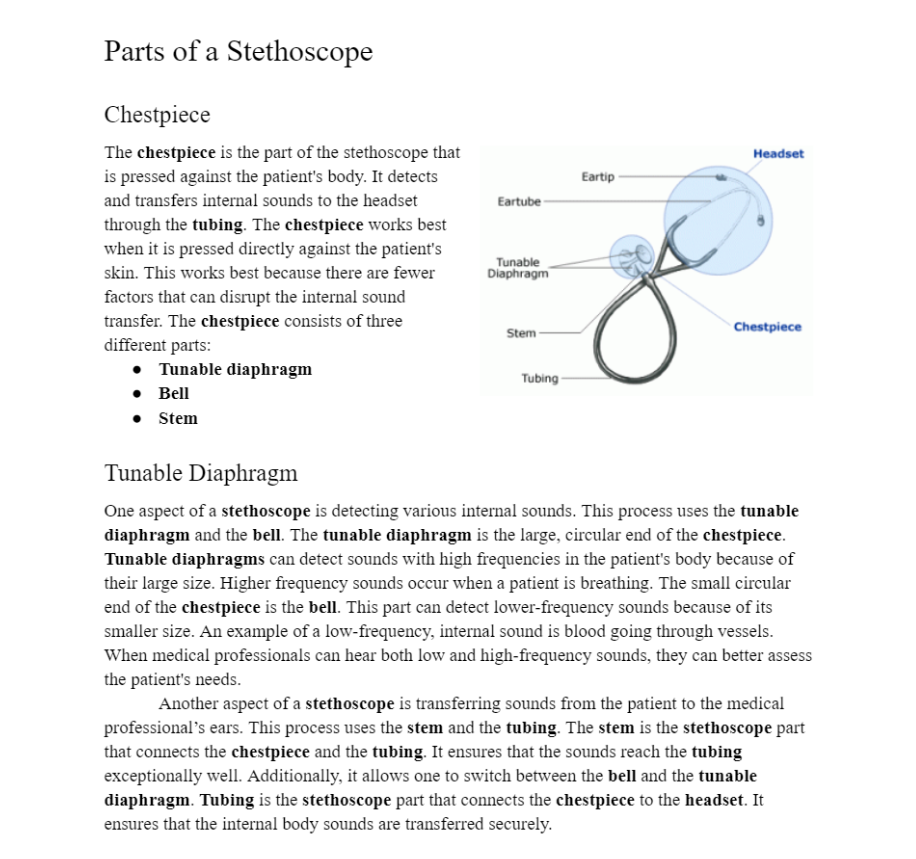 Parts of a Stethoscope
Chestpiece
The chestpiece is the part of the stethoscope that
is pressed against the patient's body. It detects
and transfers internal sounds to the headset
through the tubing. The chestpiece works best
when it is pressed directly against the patient's
skin. This works best because there are fewer
factors that can disrupt the internal sound
transfer. The chestpiece consists of three
different parts:
● Tunable diaphragm
● Bell
● Stem
Headset
Eartip
Eartube
Tunable
Diaphragm
Chestpiece
Stem
Tubing
Tunable Diaphragm
One aspect of a stethoscope is detecting various internal sounds. This process uses the tunable
diaphragm and the bell. The tunable diaphragm is the large, circular end of the chestpiece.
Tunable diaphragms can detect sounds with high frequencies in the patient's body because of
their large size. Higher frequency sounds occur when a patient is breathing. The small circular
end of the chestpiece is the bell. This part can detect lower-frequency sounds because of its
smaller size. An example of a low-frequency, internal sound is blood going through vessels.
When medical professionals can hear both low and high-frequency sounds, they can better assess
the patient's needs.
Another aspect of a stethoscope is transferring sounds from the patient to the medical
professional’s ears. This process uses the stem and the tubing. The stem is the stethoscope part
that connects the chestpiece and the tubing. It ensures that the sounds reach the tubing
exceptionally well. Additionally, it allows one to switch between the bell and the tunable
diaphragm. Tubing is the stethoscope part that connects the chestpiece to the headset. It
ensures that the internal body sounds are transferred securely.